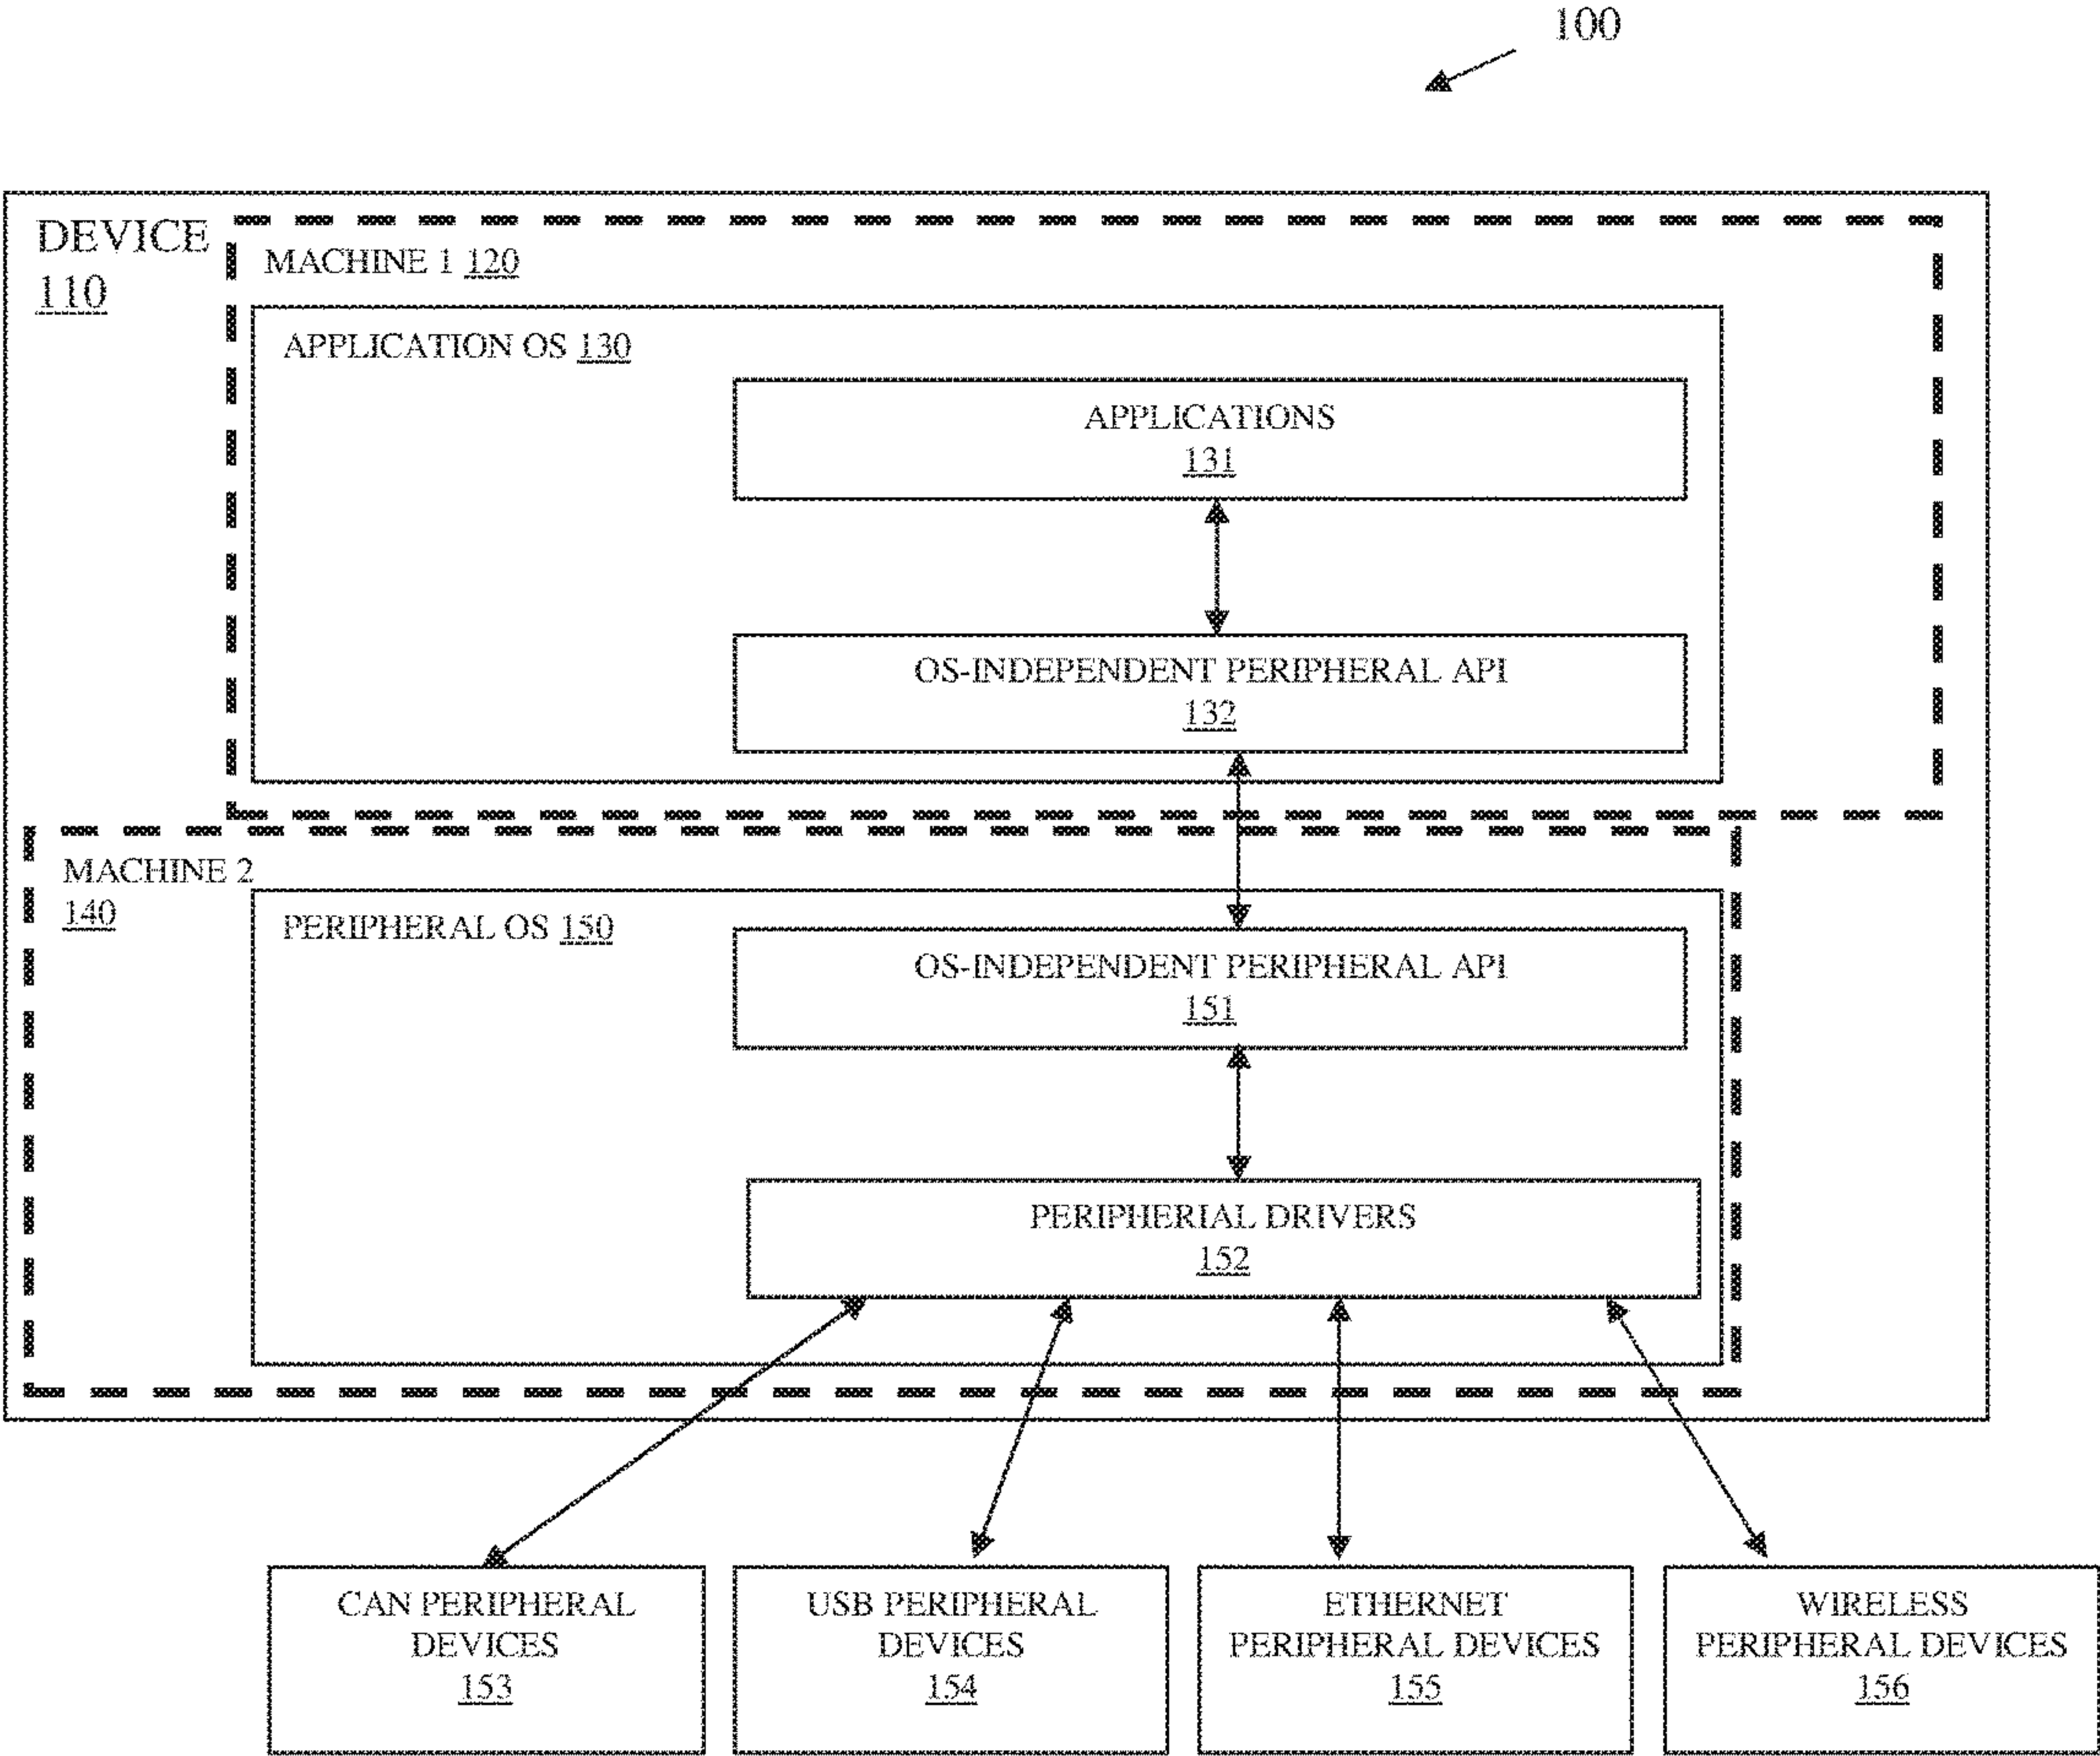 100
DEVICE
110
MACHINE 1 120
APPLICATION OS 130
APPLICATIONS
131
OS-INDEPENDENT PERIPHERAL API
132
MACHINE 2
140
PERIPHERAL OS 150
OS-INDEPENDENT PERIPHERAL API
151
PERIPHERIAL DRIVERS
152
CAN PERIPHERAL
DEVICES
153
USB PERIPHERAL
DEVICES
154
ETHERNET
PERIPHERAL DEVICES
155
WIRELESS
PERIPHERAL DEVICES
156